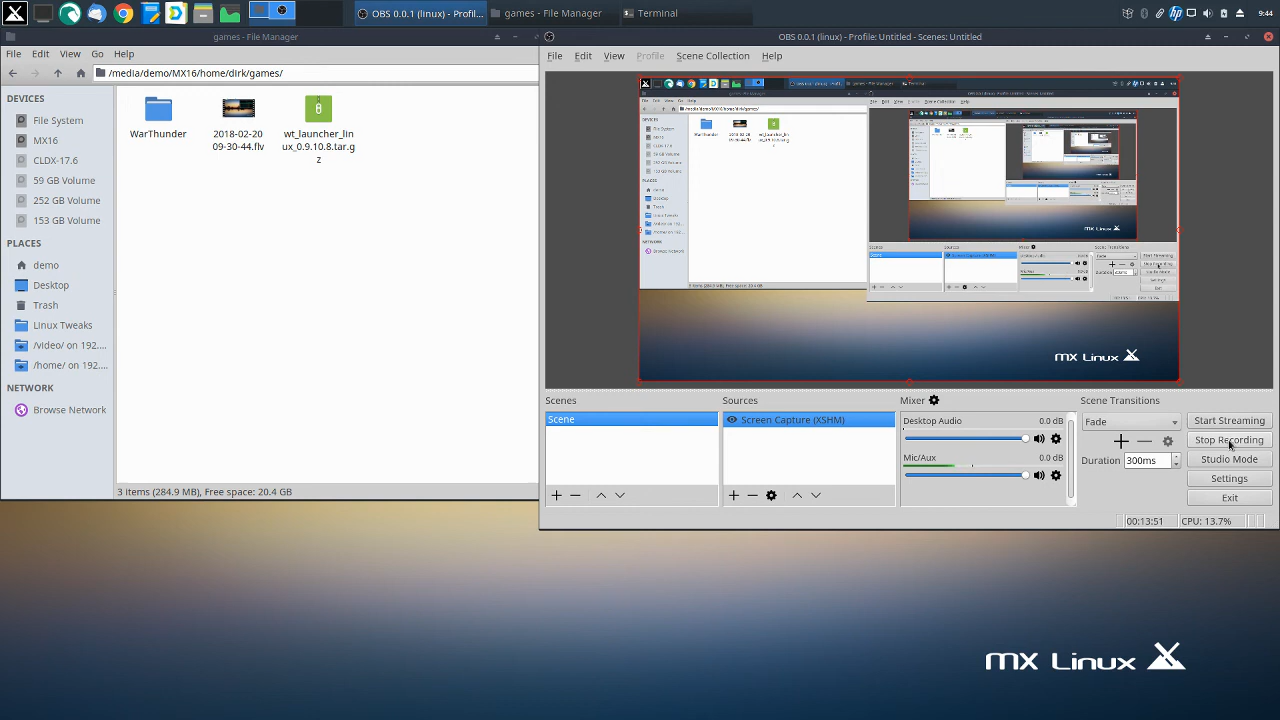 OBS 0.0.1 (linux) - Profil...
games - File Manager
Terminal
9:44
games - File Manager
File Edit View Go Help
/media/demo/MX16/home/dirk/games/
DEVICES
File System
MX16
CLDX-17.6
59 GB Volume
252 GB Volume
153 GB Volume
PLACES
demo
Desktop
Trash
Linux Tweaks
/video/ on 192....
/home/ on 192....
NETWORK
Browse Network
WarThunder
2018-02-20
09-30-44.flv
wt_launcher_lin
ux_0.9.10.8.tar.g
z
3 items (284.9 MB), Free space: 20.4 GB
OBS 0.0.1 (linux) - Profile: Untitled - Scenes: Untitled
File Edit View Profile Scene Collection Help
MX Linux
Scenes
Scene
Sources
Screen Capture (XSHM)
Mixer
Desktop Audio 0.0 dB
Mic/Aux 0.0 dB
Scene Transitions
Fade
Duration 300ms
Start Streaming
Stop Recording
Studio Mode
Settings
Exit
00:13:51 CPU: 13.7%
MX Linux